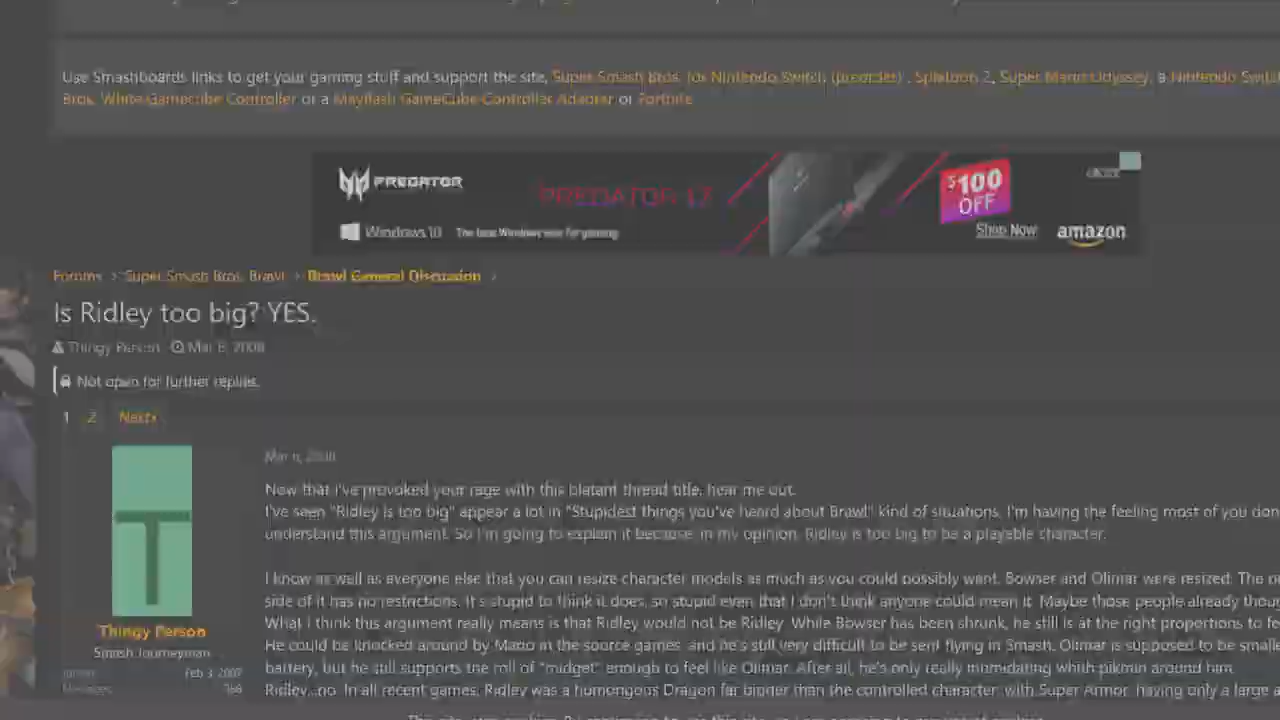 Use Smashboards links to get your gaming stuff and support the site, Super Smash Bros. for Nintendo Switch (preorder) , Splatoon 2, Super Mario Odyssey, a Nintendo Switc
Bros. White Gamecube Controller or a Mayflash GameCube Controller Adapter or Fortnite
PREDATOR
PREDATOR 17
$100
OFF
Windows 10
The best Windows ever for gaming
Shop Now
amazon
Forums > Super Smash Bros. Brawl > Brawl General Discussion >
Is Ridley too big? YES.
Thingy Person Mar 6, 2008
Not open for further replies.
1 2 Next
T
Mar 6, 2008
Now that I've provoked your rage with this blatant thread title, hear me out.
I've seen "Ridley is too big" appear a lot in "Stupidest things you've heard about Brawl" kind of situations. I'm having the feeling most of you don
understand this argument. So I'm going to explain it because, in my opinion, Ridley is too big to be a playable character.
I know as well as everyone else that you can resize character models as much as you could possibly want. Bowser and Olimar were resized. The
side of it has no restrictions. It's stupid to think it does, so stupid even that I don't think anyone could mean it. Maybe those people already thou
What I think this argument really means is that Ridley would not be Ridley. While Bowser has been shrunk, he still is at the right proportions to fe
He could be knocked around by Mario in the source games, and he's still very difficult to be sent flying in Smash. Olimar is supposed to be smalle
battery, but he still supports the roll of "midget" enough to feel like Olimar. After all, he's only really intimidating whith pikmin around him.
Thingy Person
Smash Journeyman
Feb 3, 2007
Ridley...no. In all recent games, Ridley was a humongous Dragon far bigger than the controlled character, with Super Armor, having only a large a